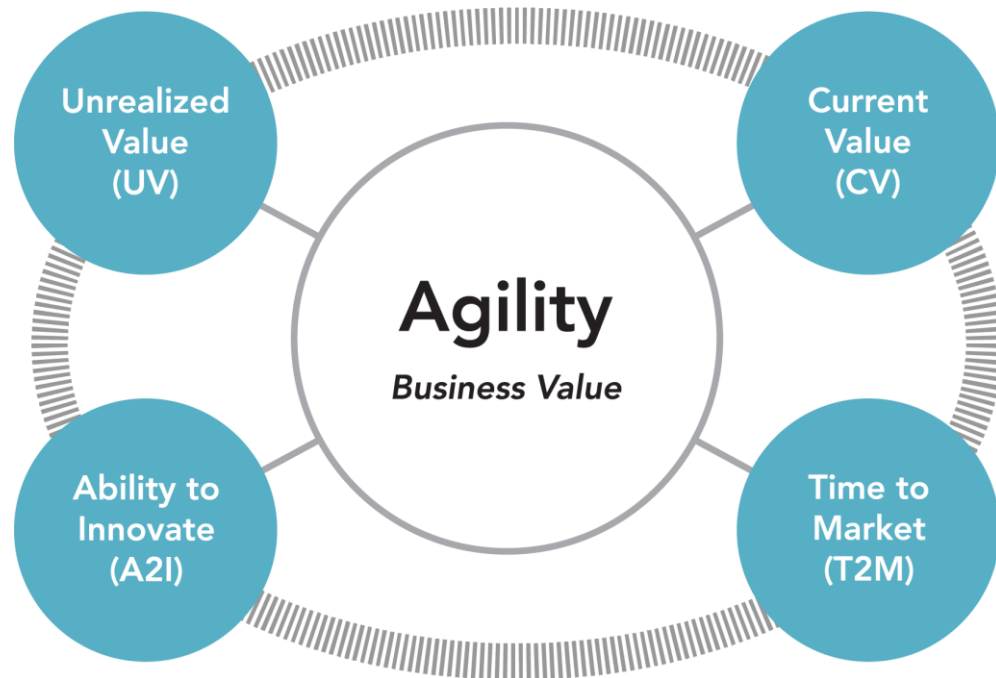 Unrealized
Value
(UV)
Current
Value
(CV)
Agility
Business Value
Ability to
Innovate
(A2I)
Time to
Market
(T2M)